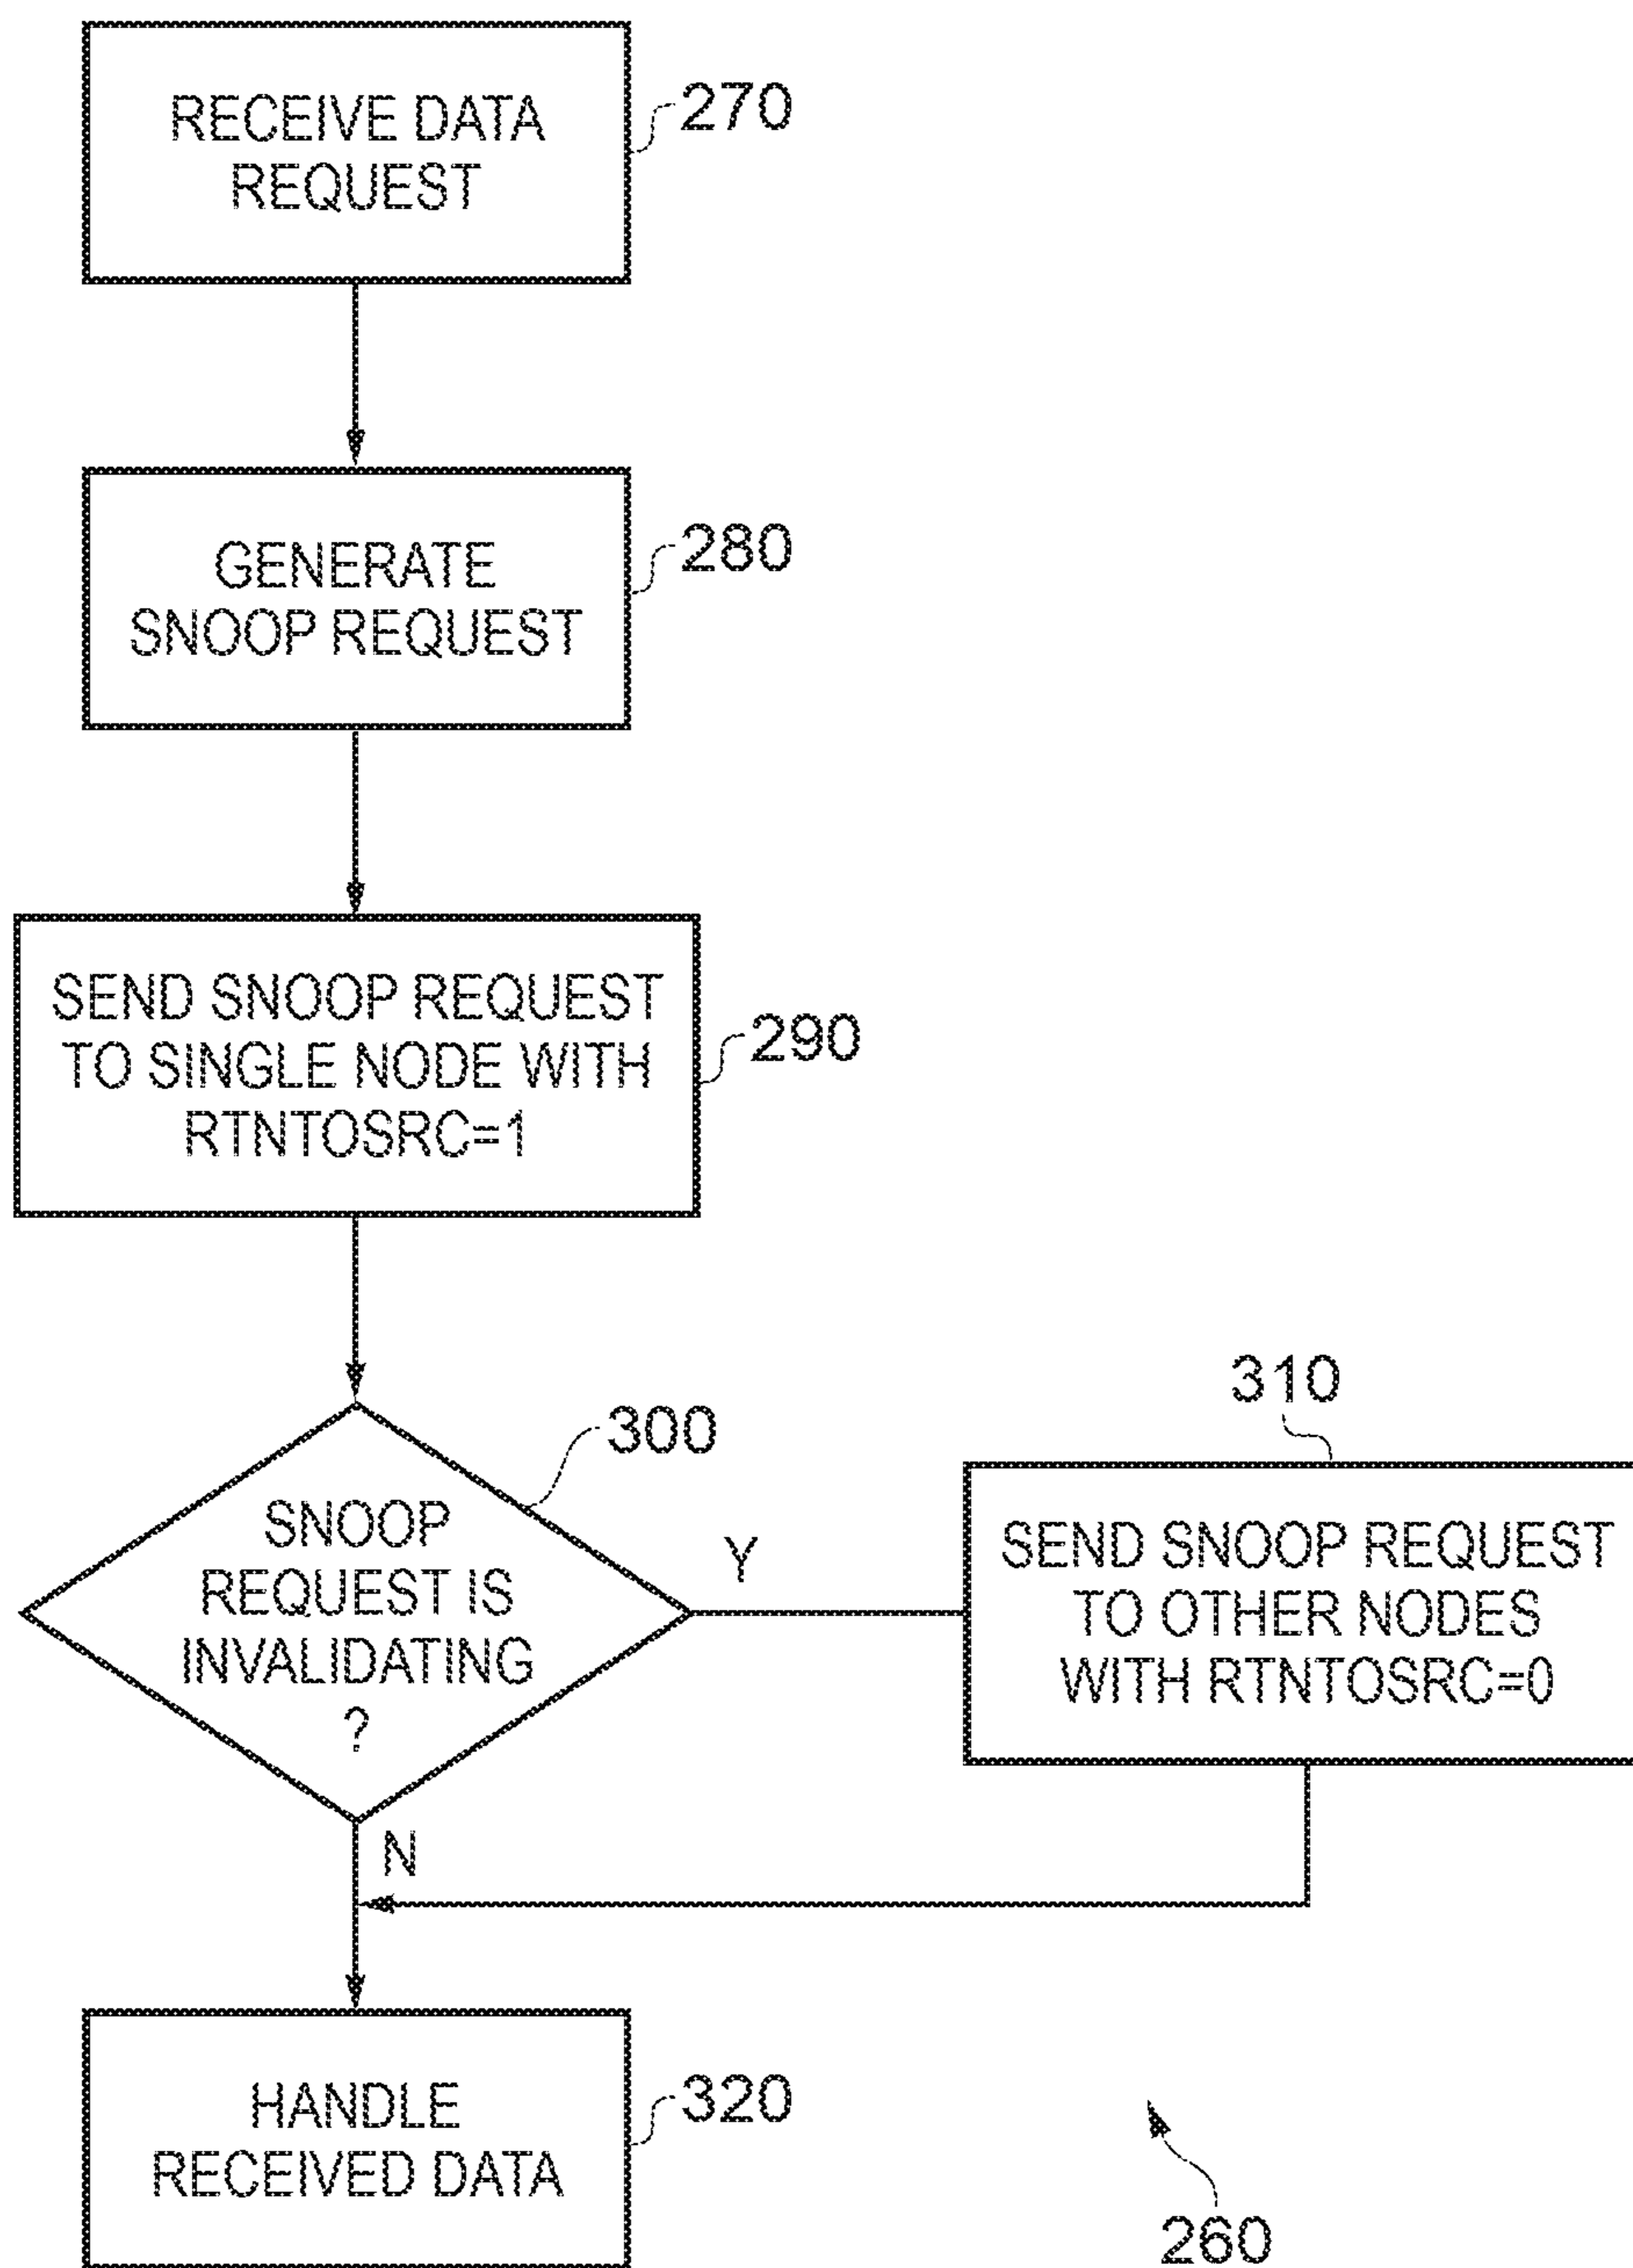 RECEIVE DATA
REQUEST
270
GENERATE
SNOOP REQUEST
280
SEND SNOOP REQUEST
TO SINGLE NODE WITH
RTNTOSRC=1
290
SNOOP
REQUEST IS
INVALIDATING
?
300
Y
310
SEND SNOOP REQUEST
TO OTHER NODES
WITH RTNTOSRC=0
N
HANDLE
RECEIVED DATA
320
260